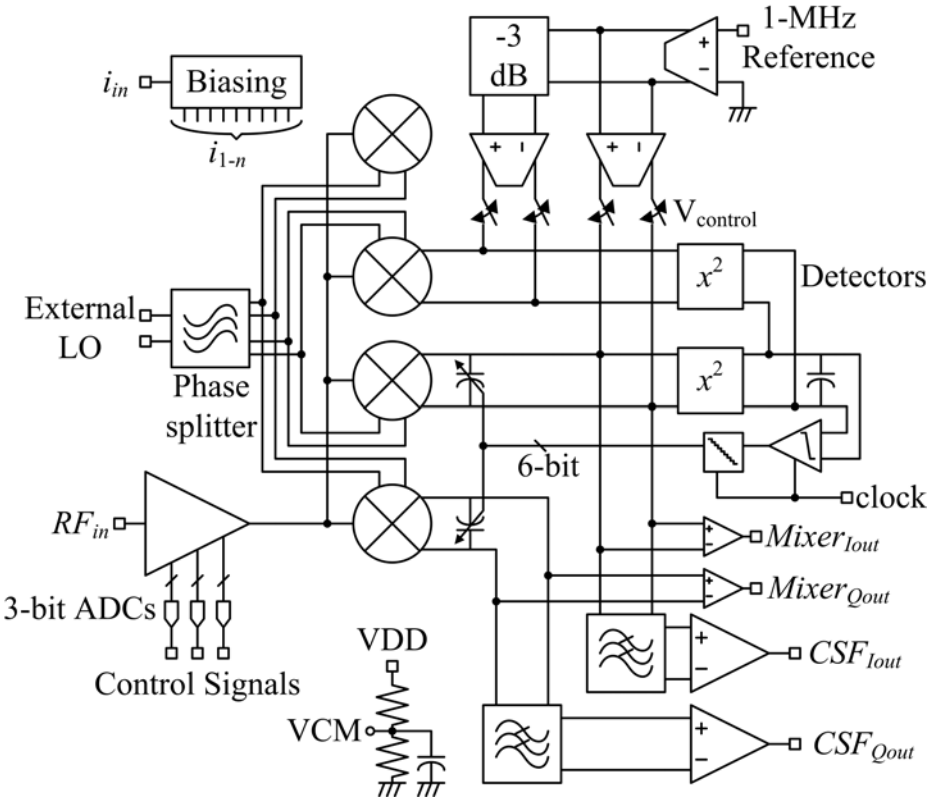 -3
dB
1-MHz
Reference
i_in
Biasing
i_1-n
+ -
+ -
+
-
V_control
x²
Detectors
External
LO
Phase
splitter
x²
6-bit
clock
RF_in
3-bit ADCs
Control Signals
+
-
Mixer_Iout
+
-
Mixer_Qout
VDD
VCM
+
-
CSF_Iout
+
-
CSF_Qout